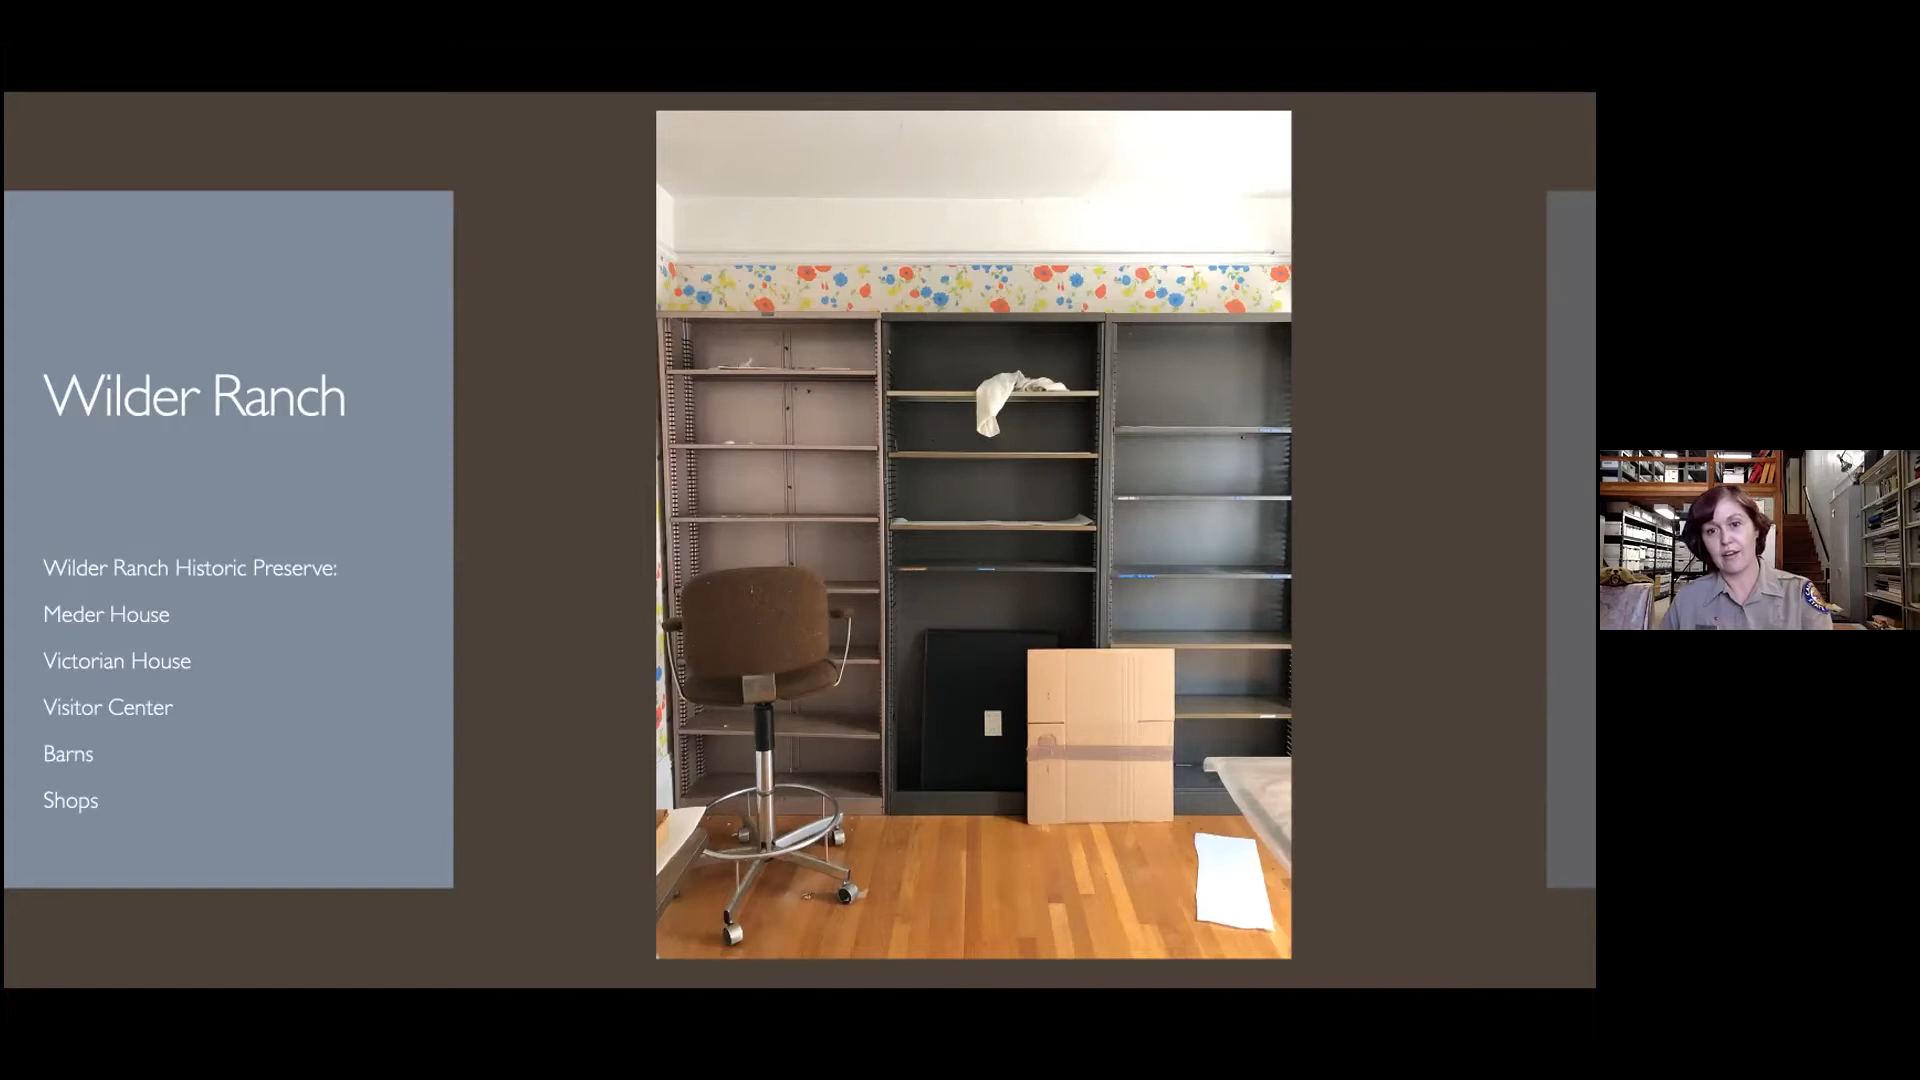 Wilder Ranch
Wilder Ranch Historic Preserve:
Meder House
Victorian House
Visitor Center
Barns
Shops